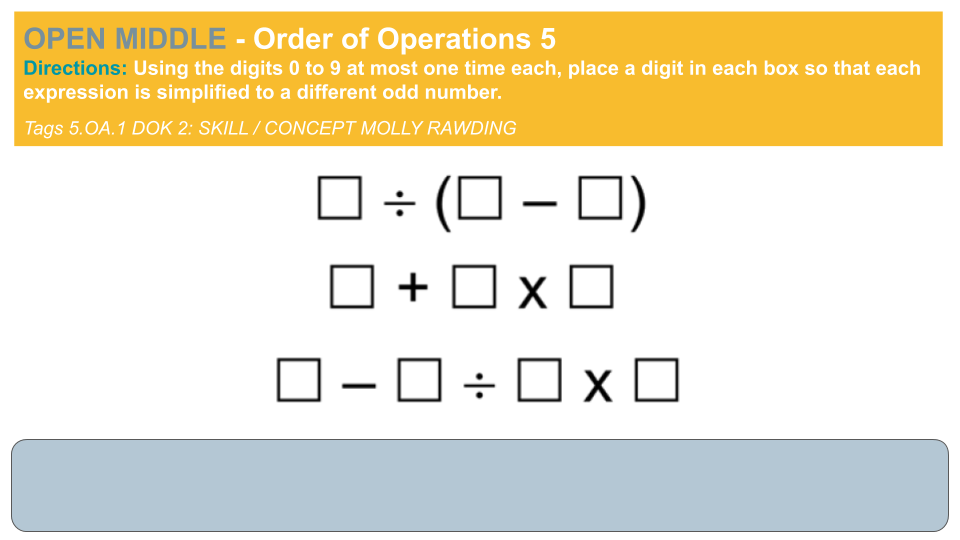 OPEN MIDDLE - Order of Operations 5
Directions: Using the digits 0 to 9 at most one time each, place a digit in each box so that each
expression is simplified to a different odd number.
Tags 5.OA.1 DOK 2: SKILL / CONCEPT MOLLY RAWDING
□ ÷ (□ – □)
□ + □ x □
□ – □ ÷ □ x □